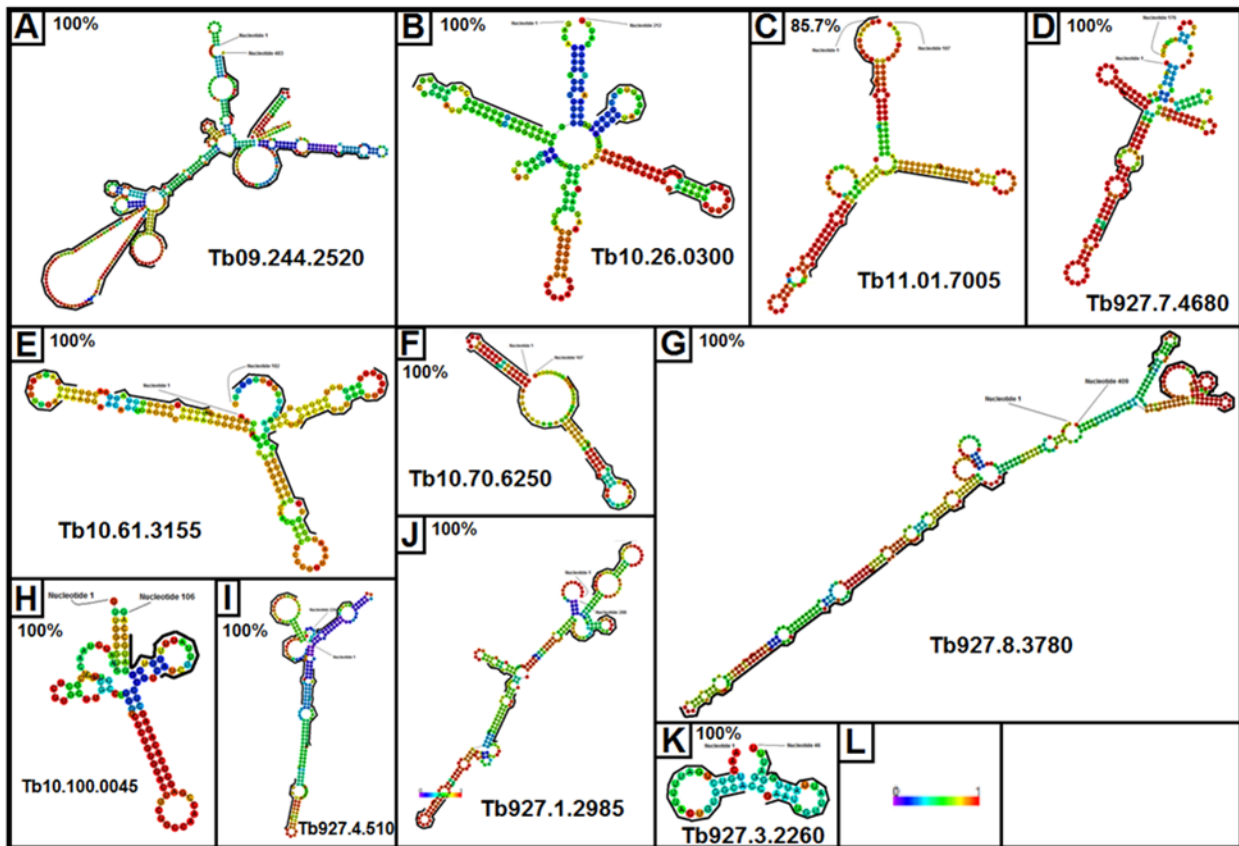 A 100%
Nucleotide 1
Nucleotide 403
Tb09.244.2520
B 100%
Nucleotide 1
Nucleotide 212
Tb10.26.0300
C 85.7%
Nucleotide 1
Tb11.01.7005
D 100%
Nucleotide 176
Nucleotide 1
Tb927.7.4680
E 100%
Nucleotide 1
Nucleotide 102
Tb10.61.3155
F
100%
Nucleotide 1
Nucleotide 107
Tb10.70.6250
G 100%
Nucleotide 1
Nucleotide 409
Tb927.8.3780
H
Nucleotide 1
Nucleotide 106
100%
Tb10.100.0045
I
100%
Nucleotide 1
Tb927.4.510
J 100%
Nucleotide 1
Tb927.1.2985
K 100%
Nucleotide 1
Nucleotide 46
Tb927.3.2260
L
0 1